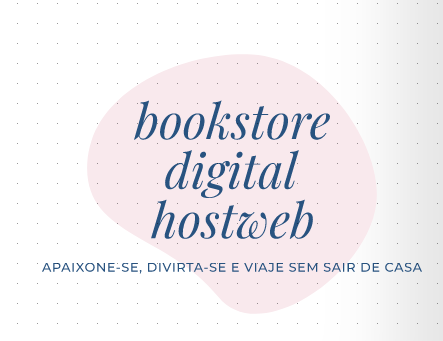 bookstore
digital
hostweb
APAIXONE-SE, DIVIRTA-SE E VIAJE SEM SAIR DE CASA